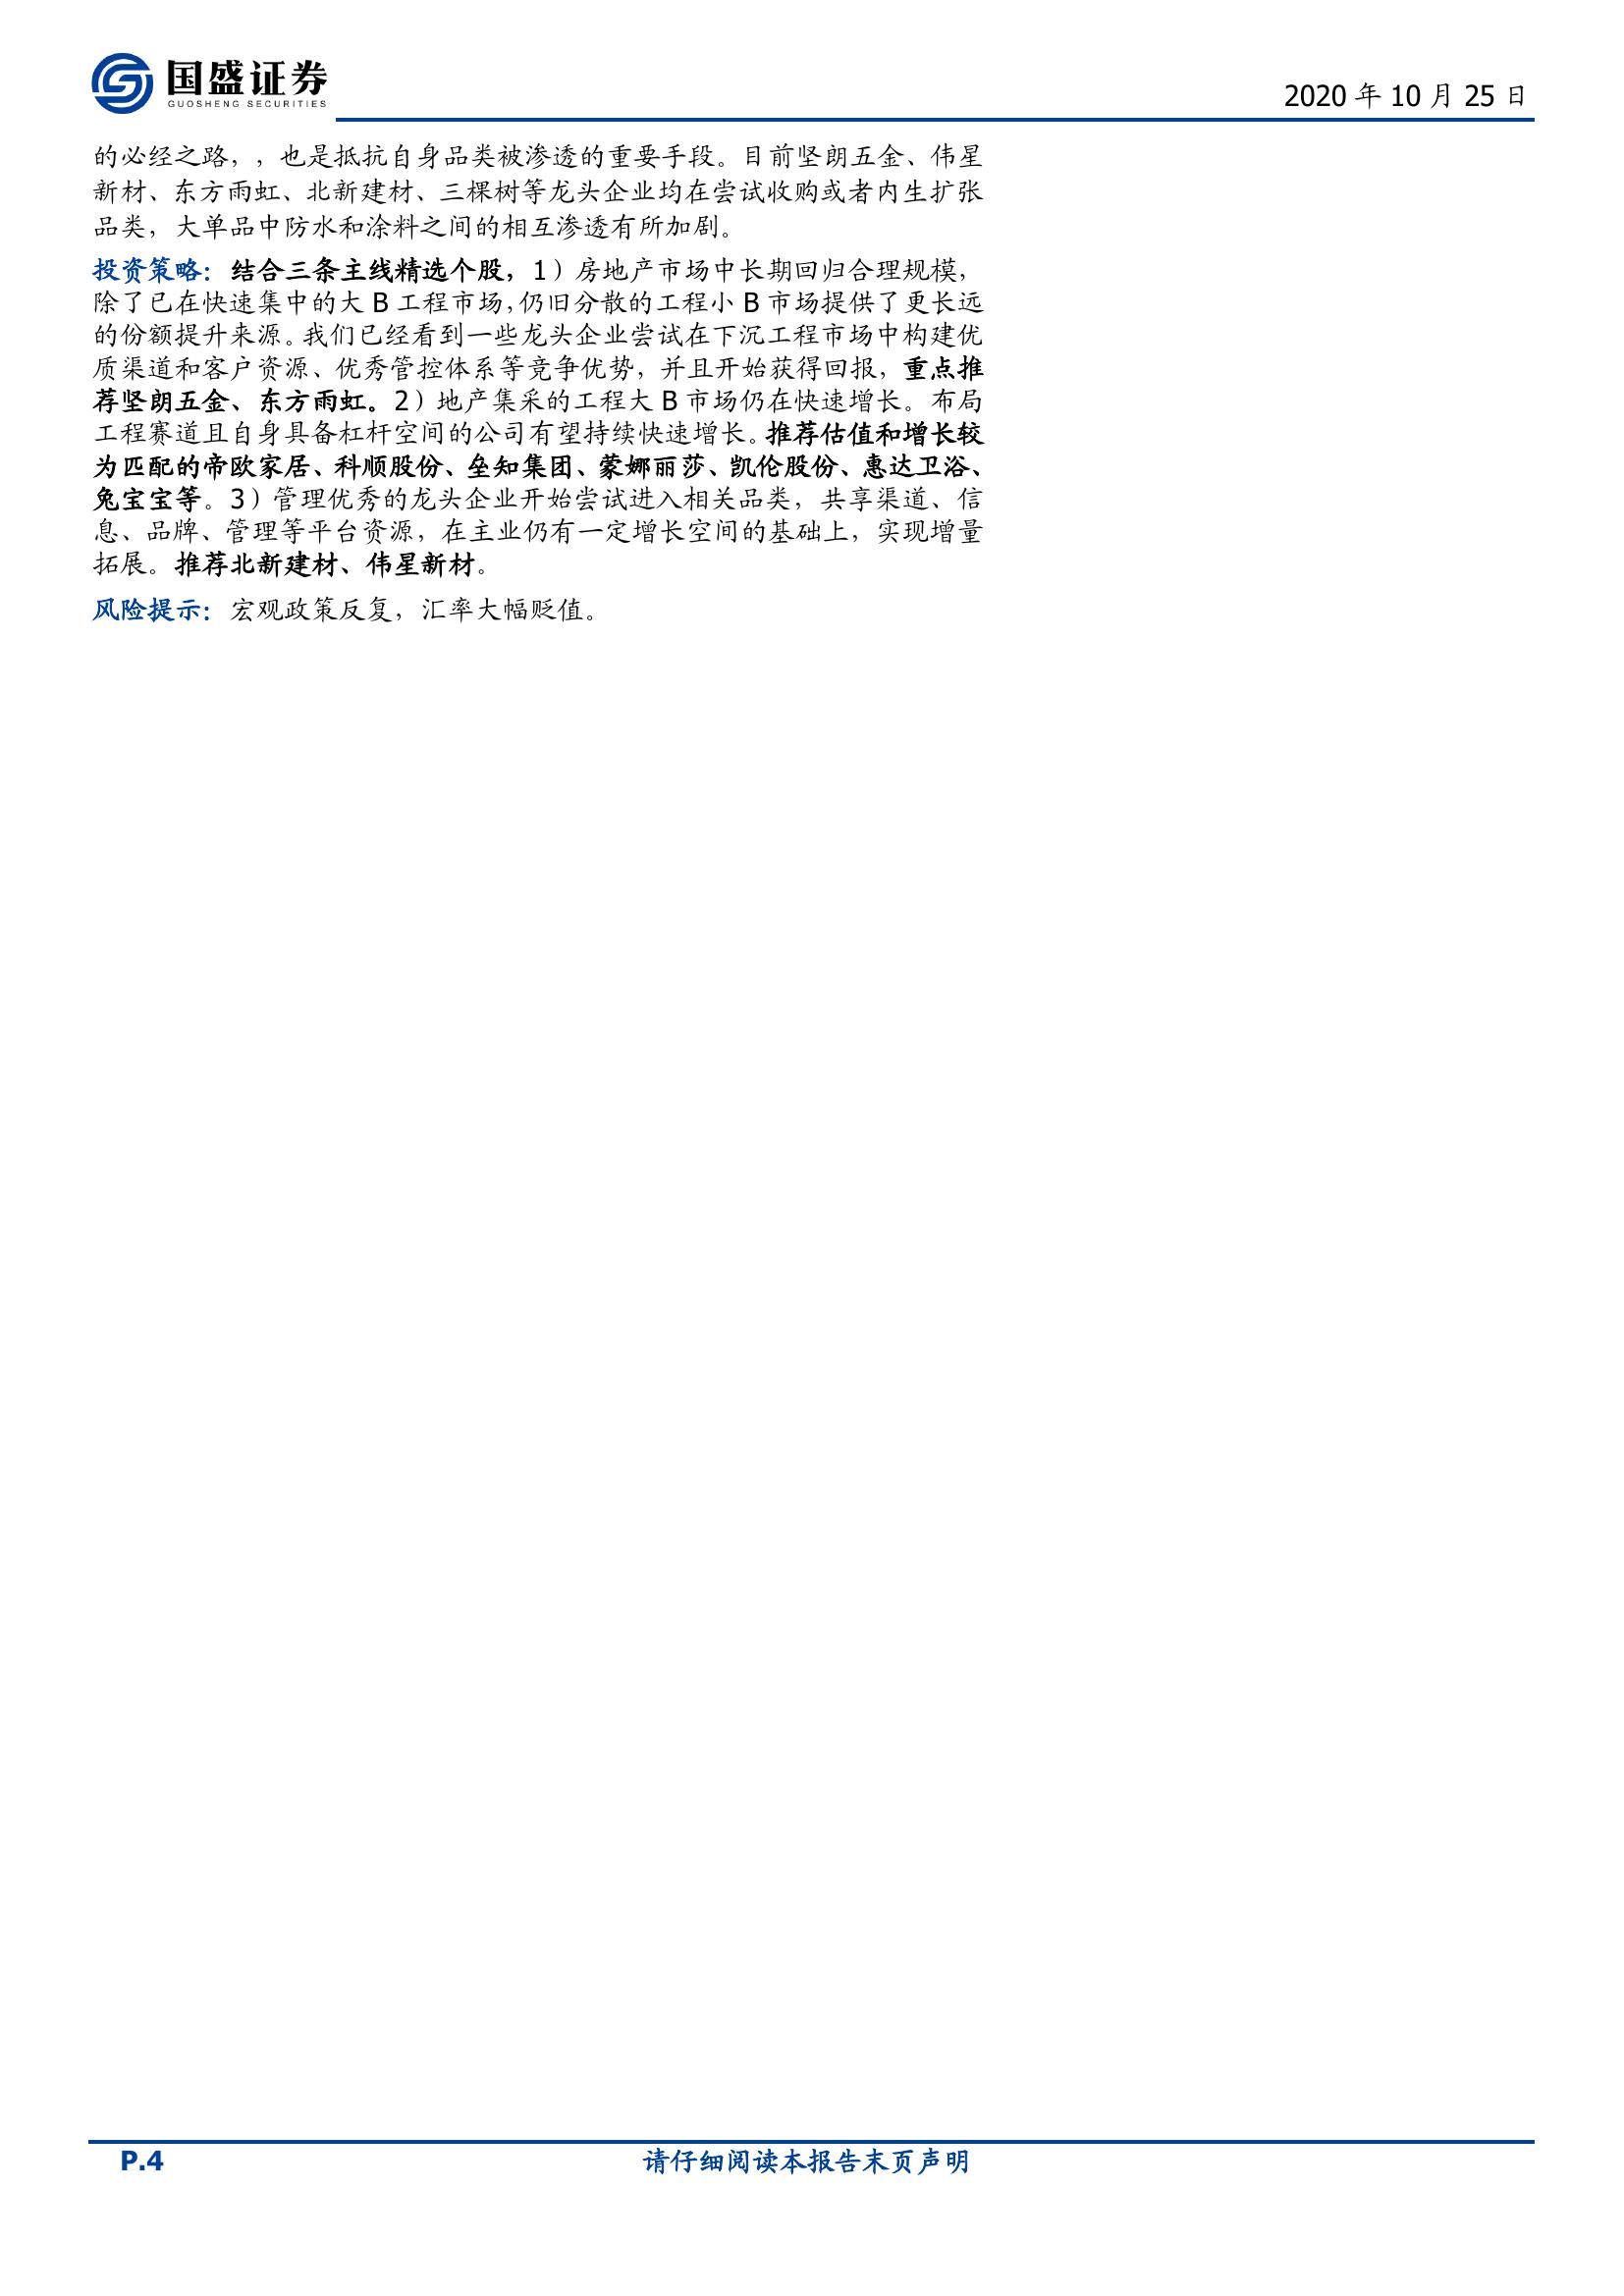 国盛证券
GUOSHENG SECURITIES
2020 年 10 月 25 日
的必经之路，，也是抵抗自身品类被渗透的重要手段。目前坚朗五金、伟星
新材、东方雨虹、北新建材、三棵树等龙头企业均在尝试收购或者内生扩张
品类，大单品中防水和涂料之间的相互渗透有所加剧。
投资策略：结合三条主线精选个股，1）房地产市场中长期回归合理规模，
除了已在快速集中的大 B 工程市场，仍旧分散的工程小 B 市场提供了更长远
的份额提升来源。我们已经看到一些龙头企业尝试在下沉工程市场中构建优
质渠道和客户资源、优秀管控体系等竞争优势，并且开始获得回报，重点推
荐坚朗五金、东方雨虹。2）地产集采的工程大 B 市场仍在快速增长。布局
工程赛道且自身具备杠杆空间的公司有望持续快速增长。推荐估值和增长较
为匹配的帝欧家居、科顺股份、垒知集团、蒙娜丽莎、凯伦股份、惠达卫浴、
兔宝宝等。3）管理优秀的龙头企业开始尝试进入相关品类，共享渠道、信
息、品牌、管理等平台资源，在主业仍有一定增长空间的基础上，实现增量
拓展。推荐北新建材、伟星新材。
风险提示：宏观政策反复，汇率大幅贬值。
P.4
请仔细阅读本报告末页声明